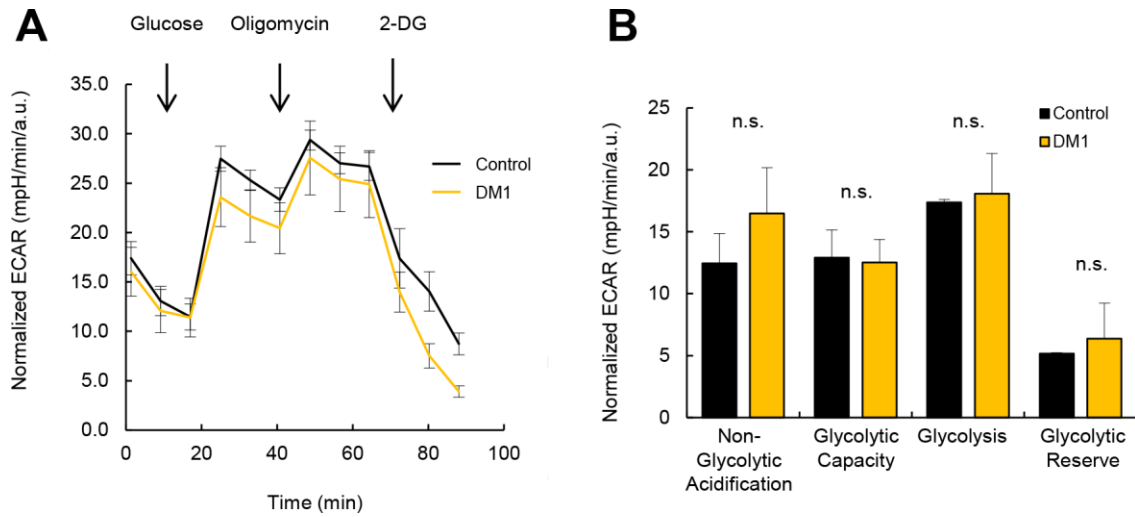 A
Glucose Oligomycin 2-DG
Normalized ECAR (mpH/min/a.u.)
40.0
35.0
30.0
25.0
20.0
15.0
10.0
5.0
0.0
0 20 40 60 80 100
Time (min)
Control
DM1
B
Normalized ECAR (mpH/min/a.u.)
25
20
15
10
5
0
n.s.
n.s.
n.s.
n.s.
Control
DM1
Non-
Glycolytic
Acidification
Glycolytic
Capacity
Glycolysis
Glycolytic
Reserve